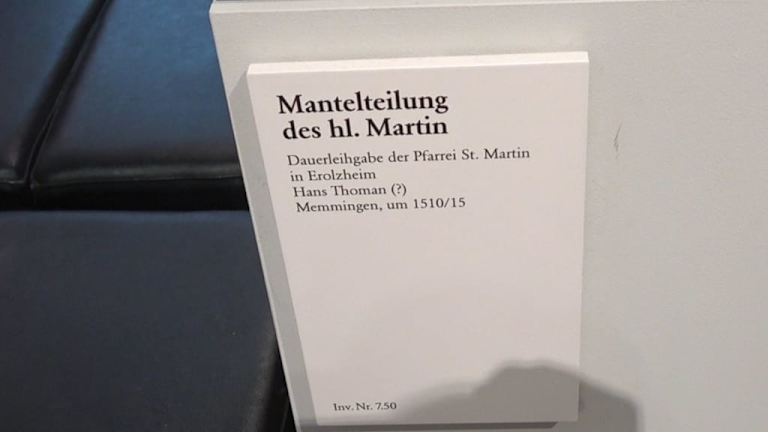 Mantelteilung
des hl. Martin
Dauerleihgabe der Pfarrei St. Martin
in Erolzheim
Hans Thoman (?)
Memmingen, um 1510/15
Inv. Nr. 7.50